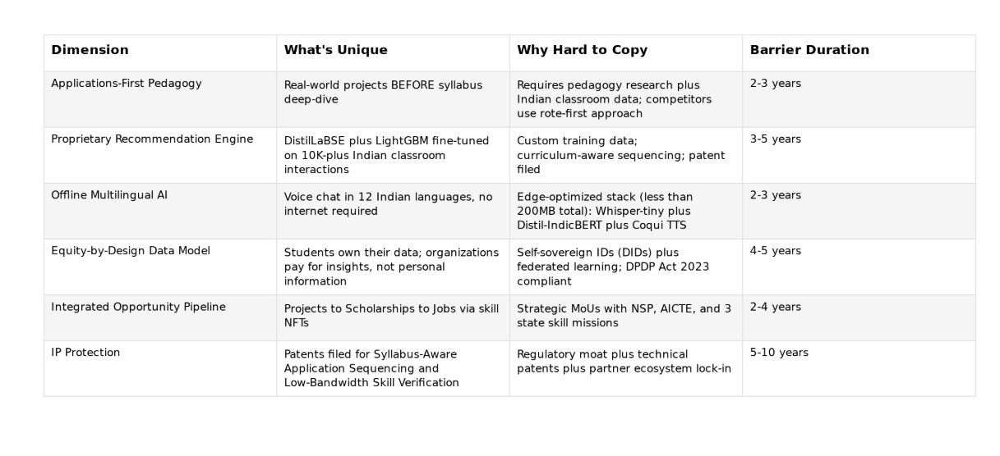 Dimension
What's Unique
Why Hard to Copy
Barrier Duration
Applications-First Pedagogy
Real-world projects BEFORE syllabus
deep-dive
Requires pedagogy research plus
Indian classroom data; competitors
use rote-first approach
2-3 years
Proprietary Recommendation Engine
DistilLaBSE plus LightGBM fine-tuned
on 10K-plus Indian classroom
interactions
Custom training data;
curriculum-aware sequencing; patent
filed
3-5 years
Offline Multilingual AI
Voice chat in 12 Indian languages, no
internet required
Edge-optimized stack (less than
200MB total): Whisper-tiny plus
Distil-IndicBERT plus Coqui TTS
2-3 years
Equity-by-Design Data Model
Students own their data; organizations
pay for insights, not personal
information
Self-sovereign IDs (DIDs) plus
federated learning; DPDP Act 2023
compliant
4-5 years
Integrated Opportunity Pipeline
Projects to Scholarships to Jobs via skill
NFTs
Strategic MoUs with NSP, AICTE, and 3
state skill missions
2-4 years
IP Protection
Patents filed for Syllabus-Aware
Application Sequencing and
Low-Bandwidth Skill Verification
Regulatory moat plus technical
patents plus partner ecosystem lock-in
5-10 years